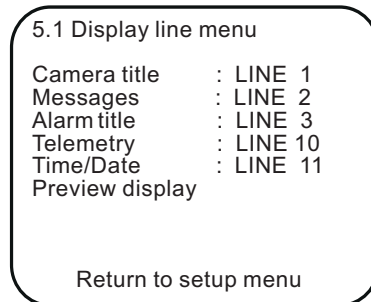 5.1 Display line menu
Camera title : LINE 1
Messages : LINE 2
Alarm title : LINE 3
Telemetry : LINE 10
Time/Date : LINE 11
Preview display
Return to setup menu